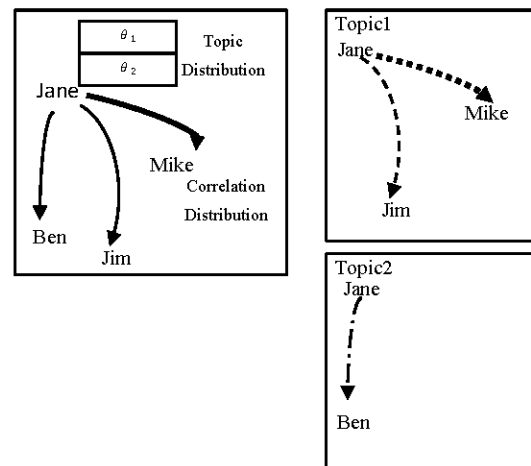 θ1
Topic
θ2
Distribution
Jane
Mike
Correlation
Distribution
Ben
Jim
Topic1
Jane
Mike
Jim
Topic2
Jane
Ben